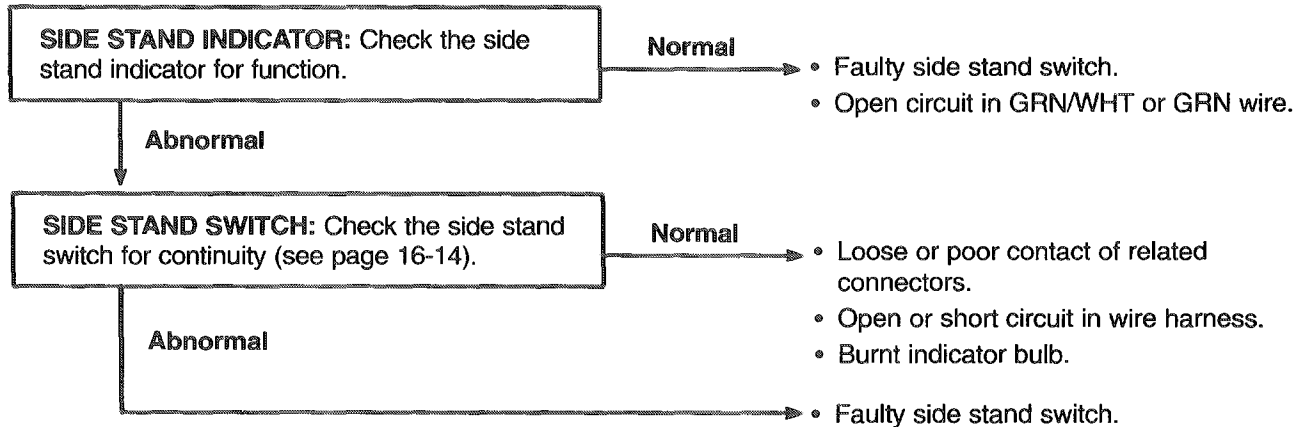 SIDE STAND INDICATOR: Check the side
stand indicator for function.
Normal
• Faulty side stand switch.
• Open circuit in GRN/WHT or GRN wire.
Abnormal
SIDE STAND SWITCH: Check the side stand
switch for continuity (see page 16-14).
Normal
• Loose or poor contact of related
connectors.
• Open or short circuit in wire harness.
• Burnt indicator bulb.
Abnormal
• Faulty side stand switch.